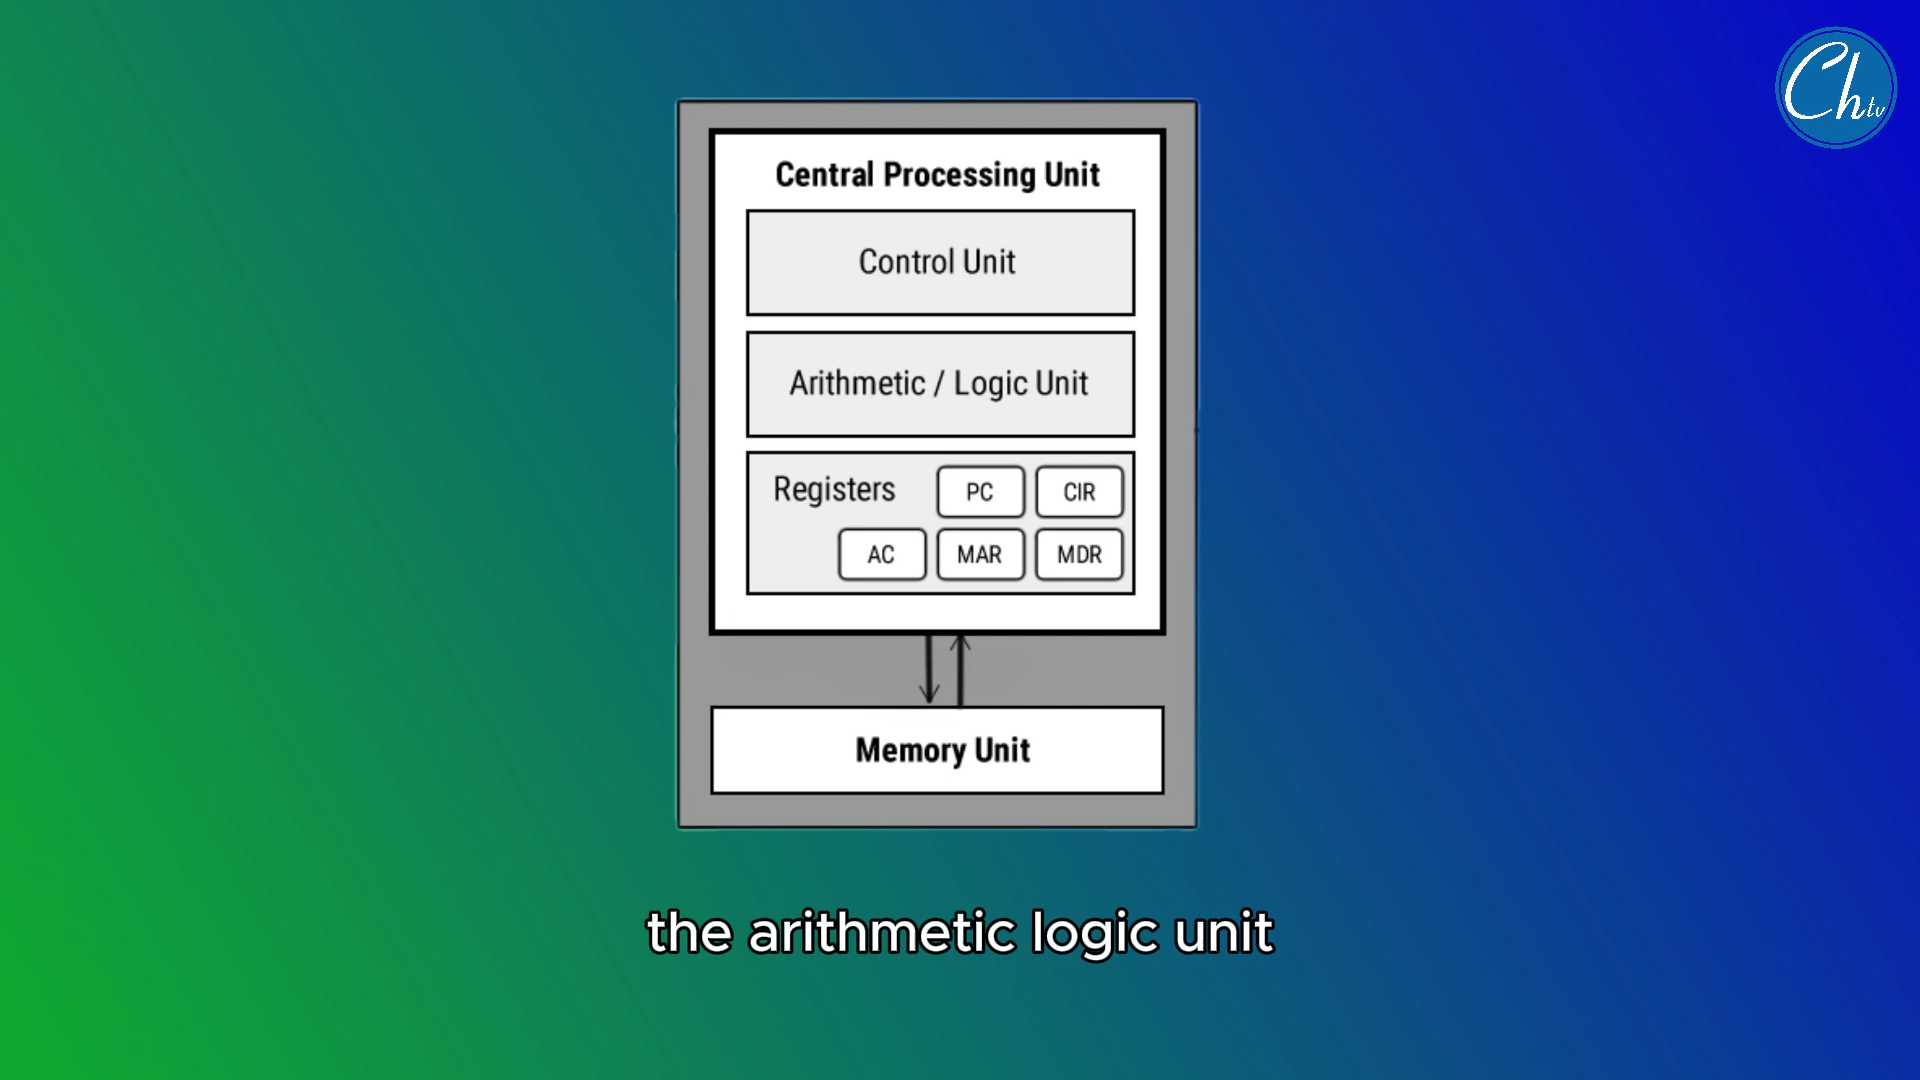 Ch tv
Central Processing Unit
Control Unit
Arithmetic / Logic Unit
Registers PC CIR
AC MAR MDR
Memory Unit
the arithmetic logic unit